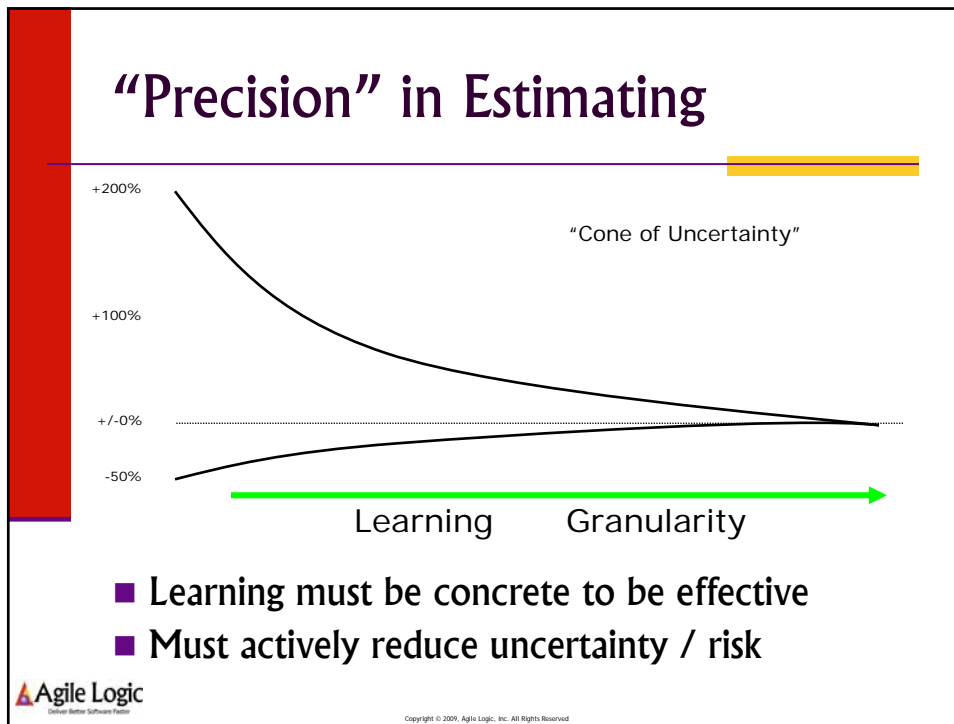 “Precision” in Estimating
+200%
“Cone of Uncertainty”
+100%
+/-0%
-50%
Learning Granularity
Learning must be concrete to be effective
Must actively reduce uncertainty / risk
Agile Logic
Deliver Better Software Faster
Copyright © 2009, Agile Logic, Inc. All Rights Reserved